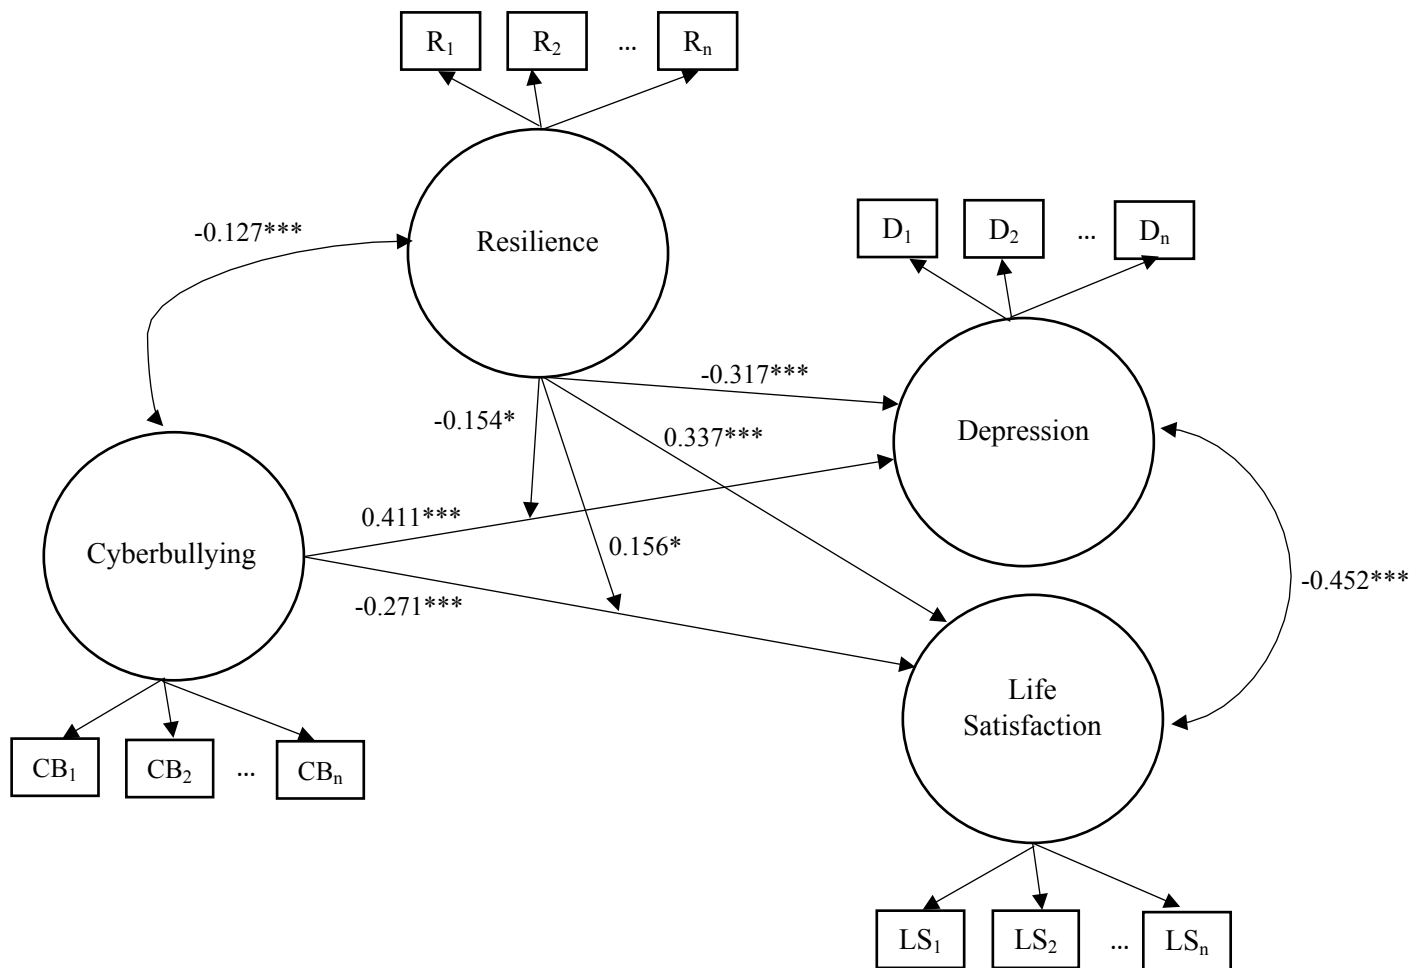 R₁ R₂ ... Rₙ
-0.127***
Resilience
D₁ D₂ ... Dₙ
-0.317***
-0.154*
0.337***
Depression
0.411***
Cyberbullying
0.156*
-0.452***
-0.271***
Life
Satisfaction
CB₁ CB₂ ... CBₙ
LS₁ LS₂ ... LSₙ